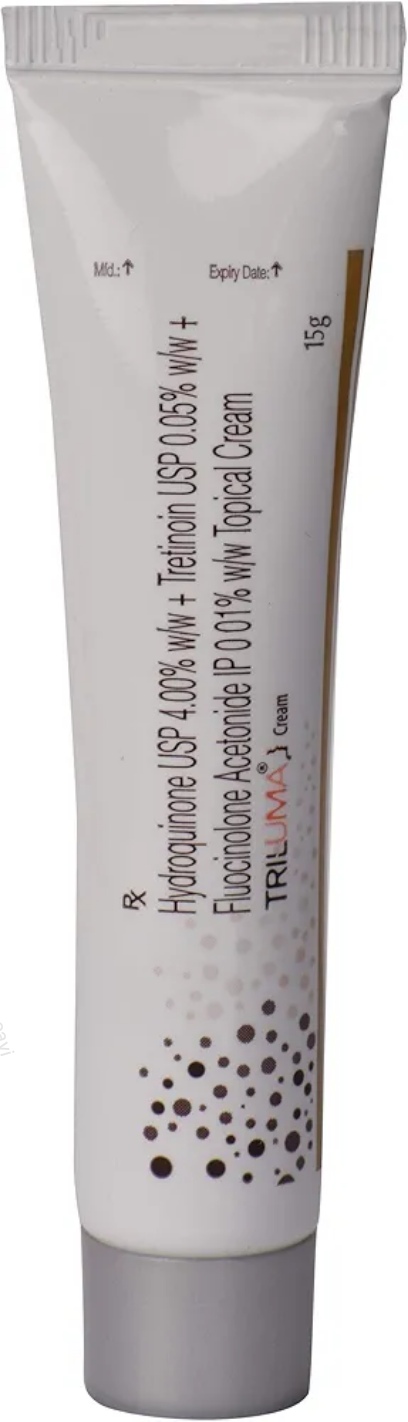 Mfd.:↑ Expiry Date:↑
15g
Rx
Hydroquinone USP 4.00% w/w + Tretinoin USP 0.05% w/w +
Fluocinolone Acetonide IP 0 01% w/w Topical Cream
TRILUMA® Cream